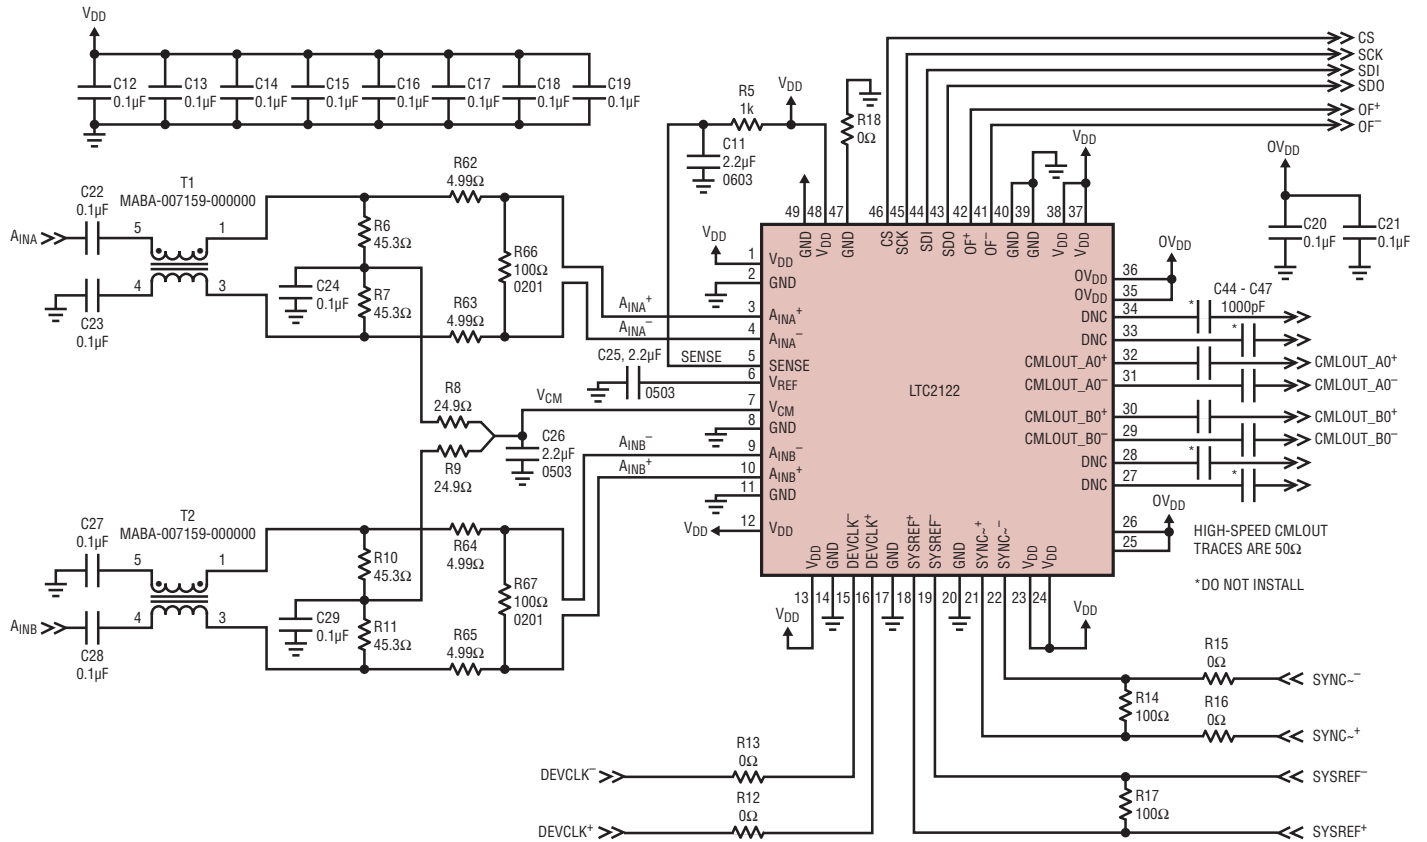 VDD
C12
0.1µF
C13
0.1µF
C14
0.1µF
C15
0.1µF
C16
0.1µF
C17
0.1µF
C18
0.1µF
C19
0.1µF
R5
1k
VDD
C11
2.2µF
0603
R18
0Ω
CS
SCK
SDI
SDO
OF+
OF–
VDD
OVDD
C20
0.1µF
C21
0.1µF
C22
0.1µF
T1
MABA-007159-000000
AINA
5
1
4
3
C23
0.1µF
R62
4.99Ω
R6
45.3Ω
R66
100Ω
0201
C24
0.1µF
R7
45.3Ω
R63
4.99Ω
AINA+
AINA–
C25, 2.2µF
0503
SENSE
R8
24.9Ω
R9
24.9Ω
VCM
C26
2.2µF
0503
AINB–
AINB+
C27
0.1µF
T2
MABA-007159-000000
5
1
4
3
AINB
C28
0.1µF
R64
4.99Ω
R10
45.3Ω
R67
100Ω
0201
C29
0.1µF
R11
45.3Ω
R65
4.99Ω
49 48 47 46 45 44 43 42 41 40 39 38 37
GND
VDD
GND
CS
SCK
SDI
SDO
OF+
OF–
GND
GND
VDD
VDD
VDD
1 VDD
2 GND
3 AINA+
4 AINA–
5 SENSE
6 VREF
7 VCM
8 GND
9 AINB–
10 AINB+
11 GND
VDD 12 VDD
LTC2122
OVDD 36
OVDD 35
DNC 34
DNC 33
CMLOUT_A0+ 32
CMLOUT_A0– 31
CMLOUT_B0+ 30
CMLOUT_B0– 29
DNC 28
DNC 27
26
25
OVDD
C44 - C47
1000pF
*
*
CMLOUT_A0+
CMLOUT_A0–
CMLOUT_B0+
CMLOUT_B0–
*
*
OVDD
HIGH-SPEED CMLOUT
TRACES ARE 50Ω
*DO NOT INSTALL
VDD
GND
DEVCLK–
DEVCLK+
GND
SYSREF+
SYSREF–
GND
SYNC~+
SYNC~–
VDD
VDD
13 14 15 16 17 18 19 20 21 22 23 24
VDD
VDD
R15
0Ω
SYNC~–
R14
100Ω
R16
0Ω
SYNC~+
R13
0Ω
DEVCLK–
SYSREF–
R17
100Ω
R12
0Ω
DEVCLK+
SYSREF+